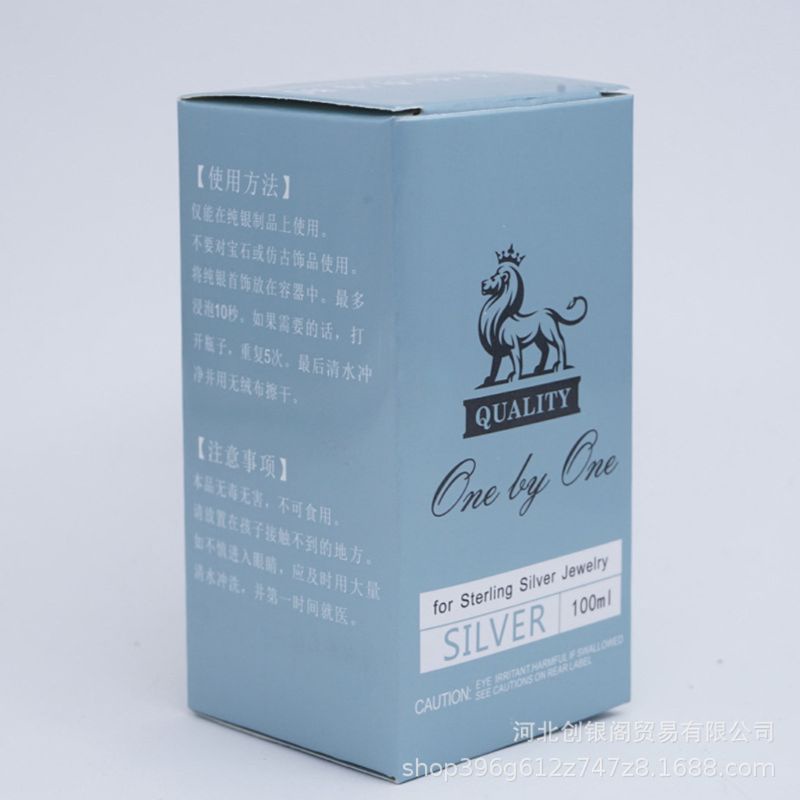 【使用方法】
仅能在纯银制品上使用。
不要对宝石或仿古饰品使用。
将纯银首饰放在容器中。最多
浸泡10秒。如果需要的话，打
开瓶子，重复5次。最后清水冲
净并用无绒布擦干。
【注意事项】
本品无毒无害，不可食用。
请放置在孩子接触不到的地方。
如不慎进入眼睛，应及时用大量
清水冲洗，并第一时间就医。
QUALITY
One by One
for Sterling Silver Jewelry
SILVER
100ml
CAUTION: EYE IRRITANT.HARMFUL IF SWALLOWED
SEE CAUTIONS ON REAR LABEL
河北创银阁贸易有限公司
shop396g612z747z8.1688.com